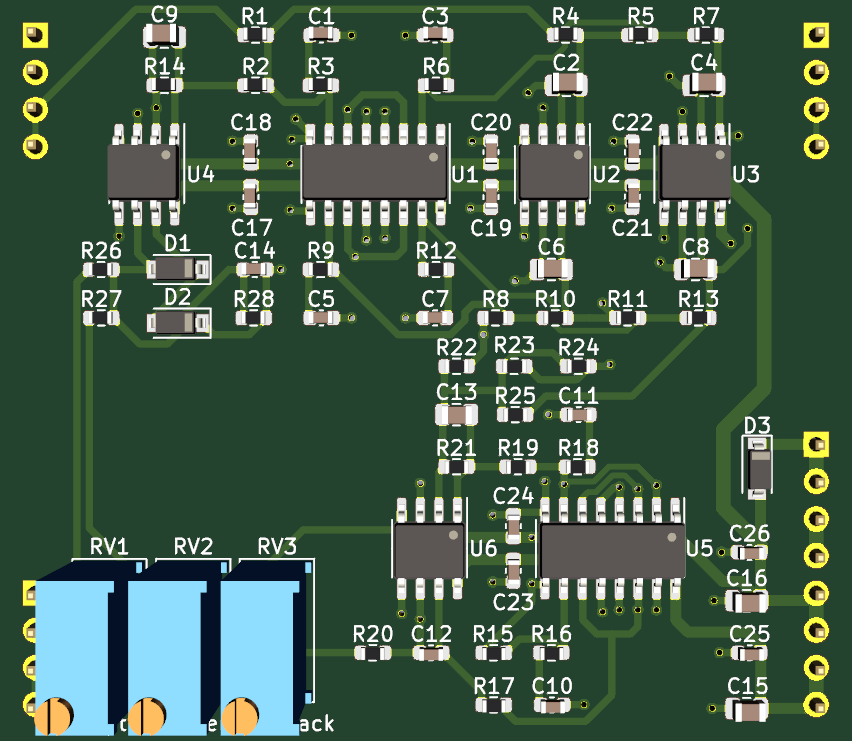 C9 R1 C1 C3 R4 R5 R7
R14 R2 R3 R6 C2 C4
C18 C20 C22
U4 U1 U2 U3
C17 C19 C21
R26 D1 C14 R9 R12 C6 C8
R27 D2 R28 C5 C7 R8 R10 R11 R13
R22 R23 R24
C13 R25 C11
D3
R21 R19 R18
C24
C26
RV1 RV2 RV3 U6 U5
C16
C23
R20 C12 R15 R16 C25
R17 C10 C15